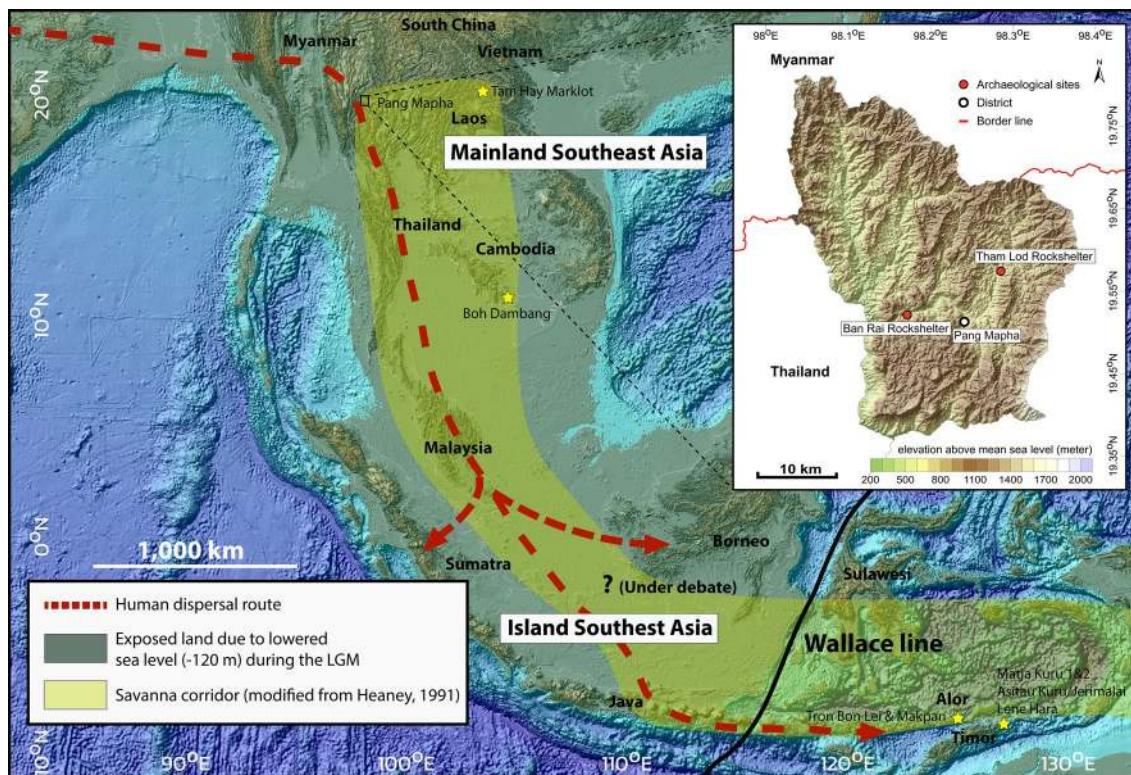 South China
Myanmar
Vietnam
20°N
Pang Mapha
Tam Hay Marklot
Laos
Mainland Southeast Asia
Thailand
Cambodia
10°N
Boh Dambang
Malaysia
0°N
1,000 km
Sumatra
Borneo
? (Under debate)
Sulawesi
Island Southest Asia
Wallace line
Java
Matja Kuru 1&2
Asitau Kuru/Jerimalai
Lene Hara
Alor
Tron Bon Lei & Makpan
Timor
10°N
90°E
100°E
110°E
120°E
130°E
Human dispersal route
Exposed land due to lowered
sea level (-120 m) during the LGM
Savanna corridor (modified from Heaney, 1991)
98°E
98.1°E
98.2°E
98.3°E
98.4°E
Myanmar
N
Archaeological sites
District
Border line
19.75°N
19.65°N
19.55°N
19.45°N
19.35°N
Tham Lod Rockshelter
Ban Rai Rockshelter
Pang Mapha
Thailand
elevation above mean sea level (meter)
10 km
200 500 800 1100 1400 1700 2000